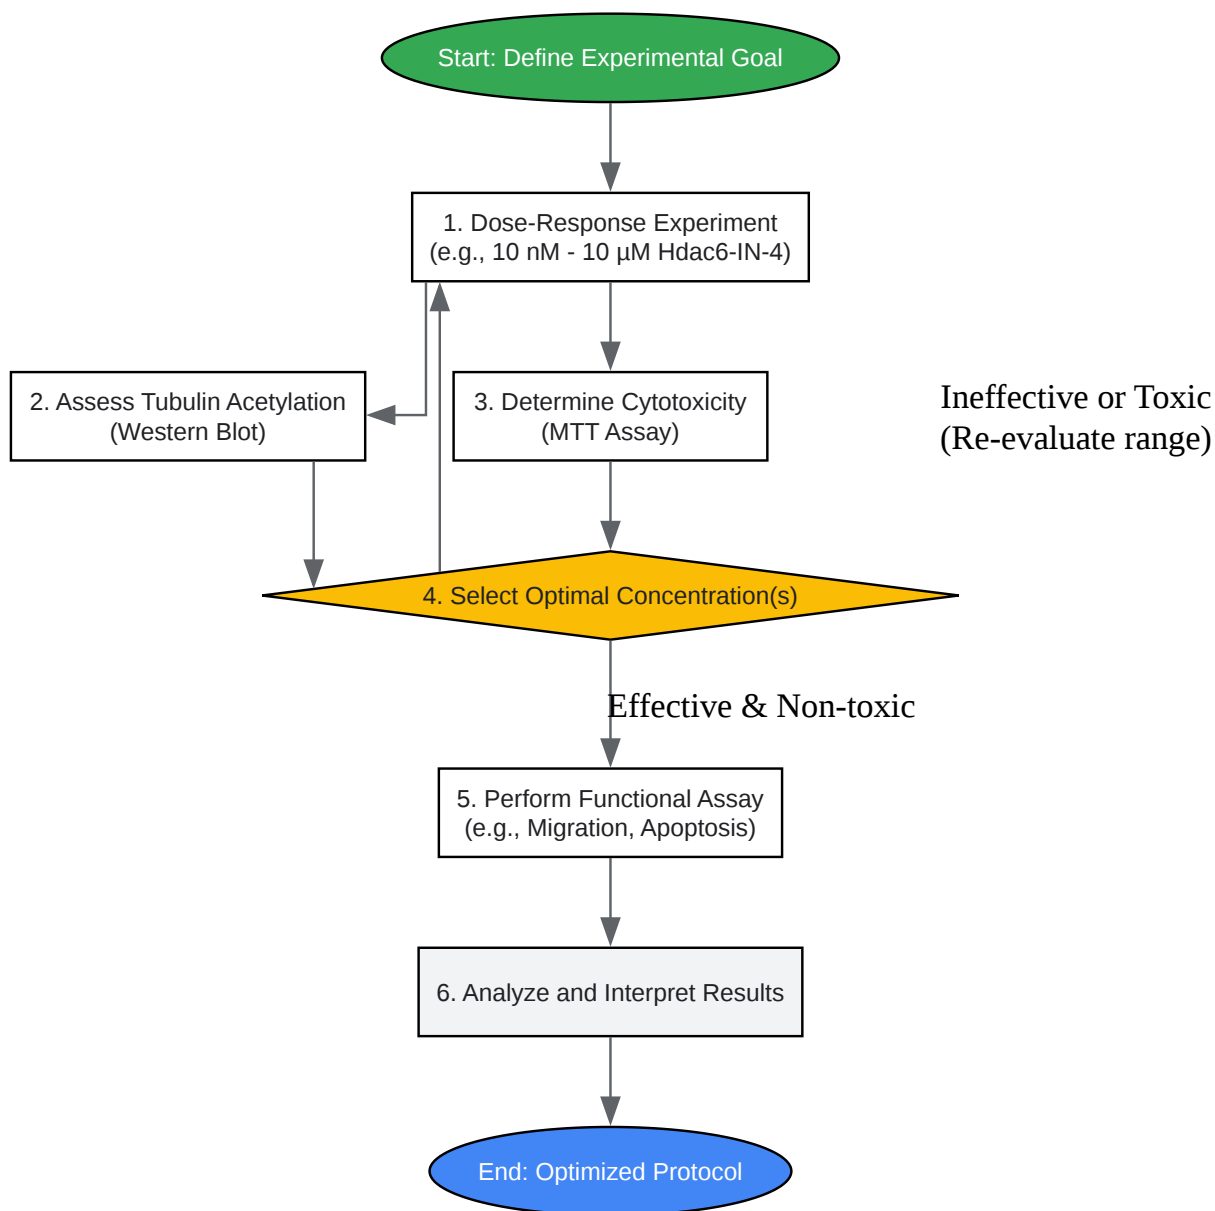 Start: Define Experimental Goal
1. Dose-Response Experiment
(e.g., 10 nM - 10 µM Hdac6-IN-4)
2. Assess Tubulin Acetylation
(Western Blot)
3. Determine Cytotoxicity
(MTT Assay)
Ineffective or Toxic
(Re-evaluate range)
4. Select Optimal Concentration(s)
Effective & Non-toxic
5. Perform Functional Assay
(e.g., Migration, Apoptosis)
6. Analyze and Interpret Results
End: Optimized Protocol